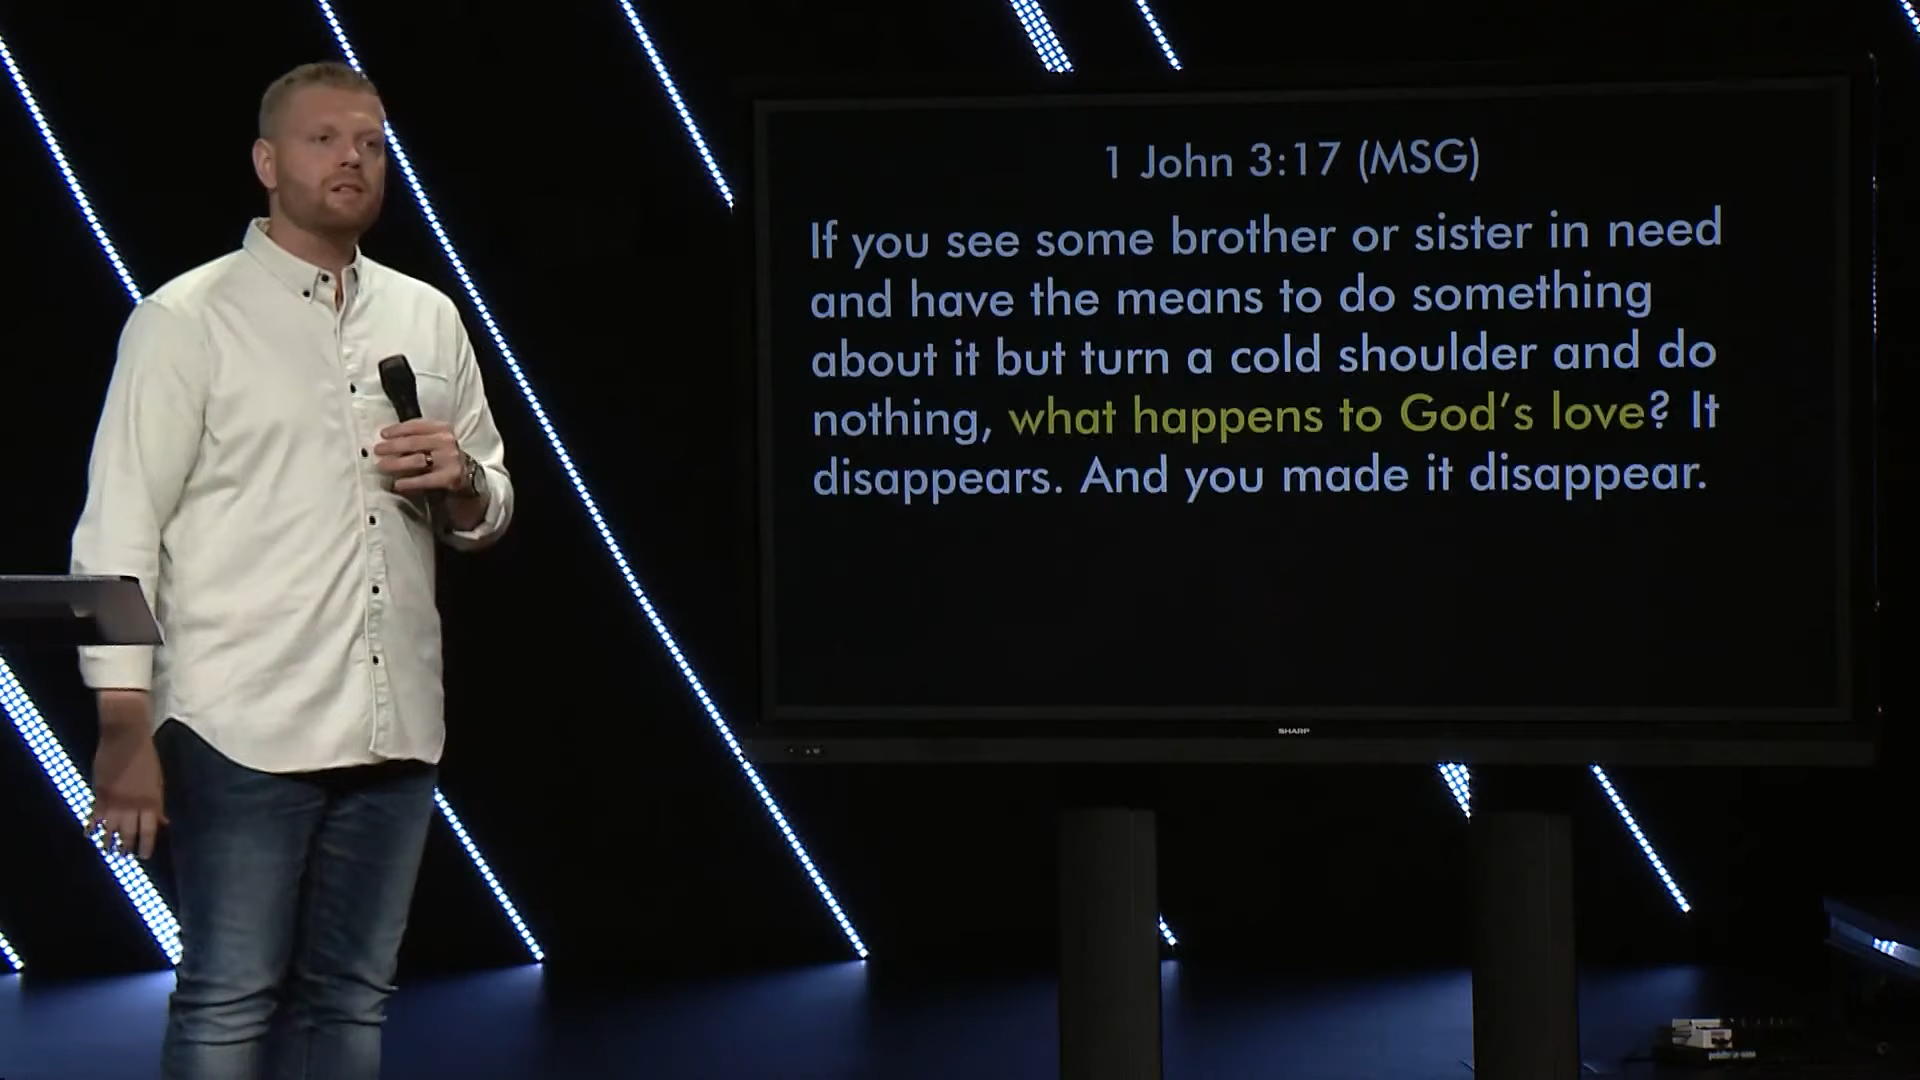 1 John 3:17 (MSG)
If you see some brother or sister in need
and have the means to do something
about it but turn a cold shoulder and do
nothing, what happens to God's love? It
disappears. And you made it disappear.
SHARP